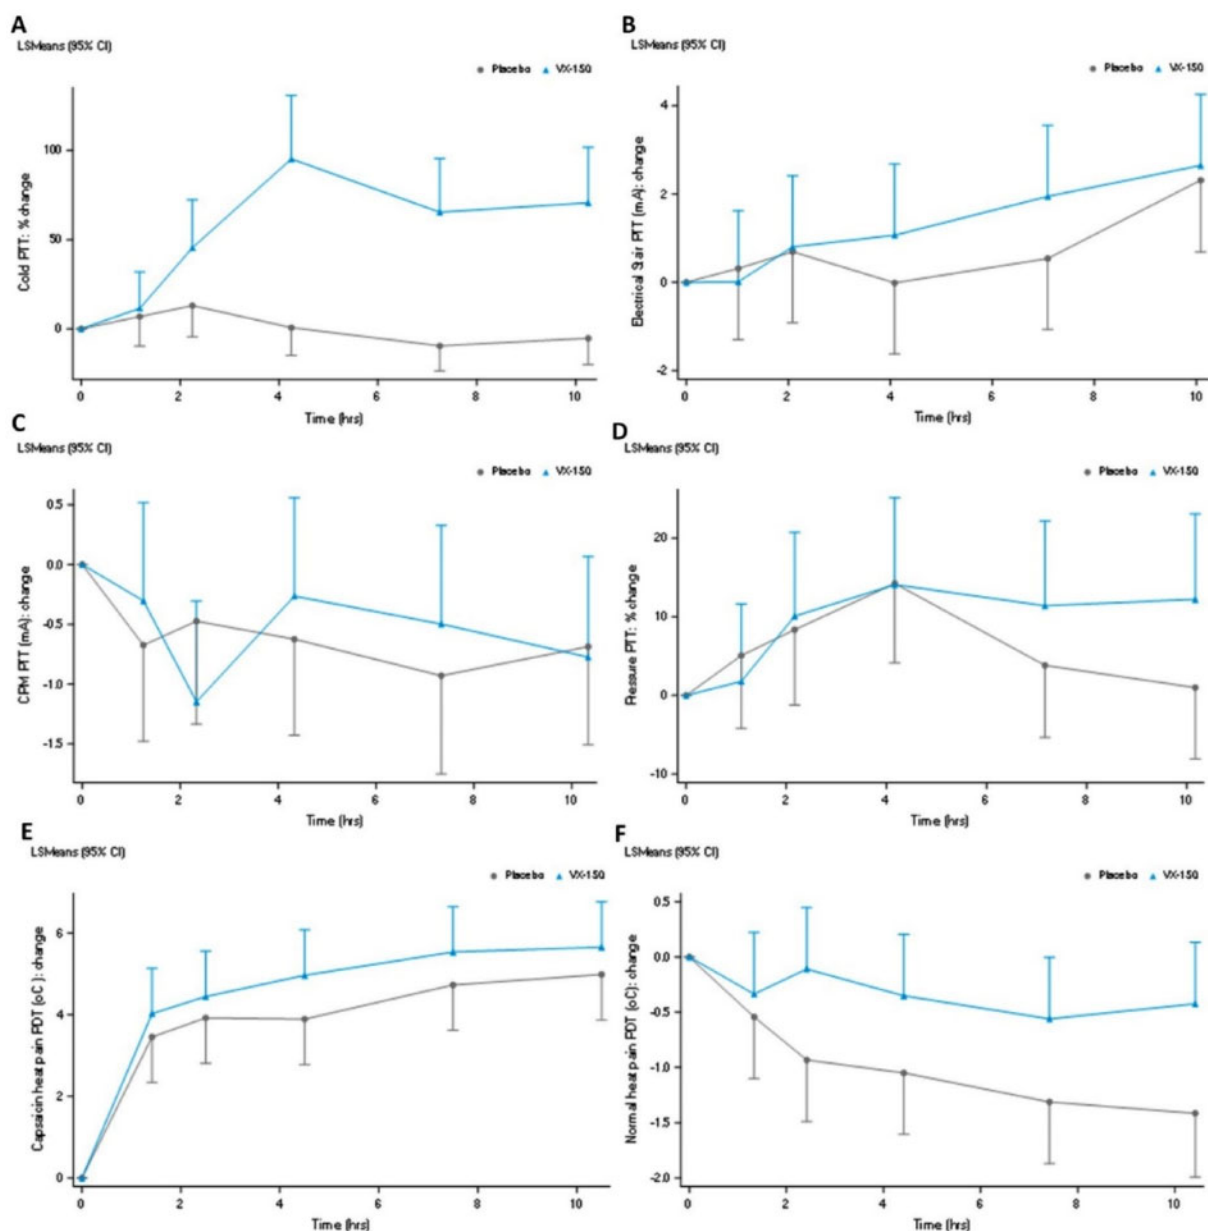 A
LSMeans (95% CI)
Placebo VX-150
Cold PTT: % change
100
50
0
0 2 4 6 8 10
Time (hrs)
B
LSMeans (95% CI)
Placebo VX-150
Electrical Stair PTT (mA): change
4
2
0
-2
0 2 4 6 8 10
Time (hrs)
C
LSMeans (95% CI)
Placebo VX-150
CPM PTT (mA): change
0.5
0.0
-0.5
-1.0
-1.5
0 2 4 6 8 10
Time (hrs)
D
LSMeans (95% CI)
Placebo VX-150
Pressure PTT: % change
20
10
0
-10
0 2 4 6 8 10
Time (hrs)
E
LSMeans (95% CI)
Placebo VX-150
Capsaicin heat pain PDT (oC): change
6
4
2
0
0 2 4 6 8 10
Time (hrs)
F
LSMeans (95% CI)
Placebo VX-150
Normal heat pain PDT (oC): change
0.5
0.0
-0.5
-1.0
-1.5
-2.0
0 2 4 6 8 10
Time (hrs)